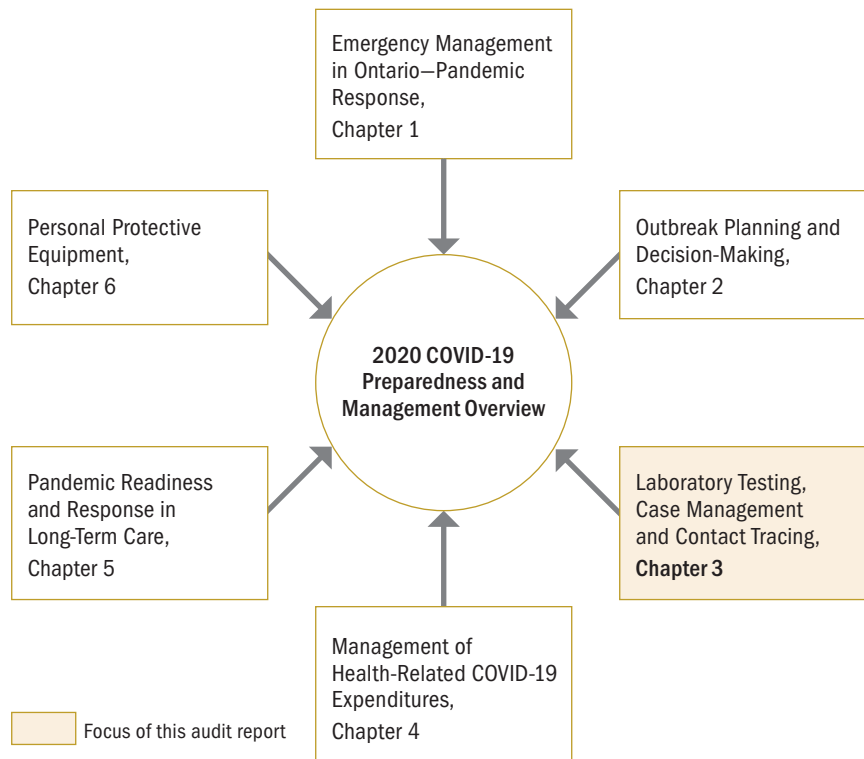 Emergency Management
in Ontario—Pandemic
Response,
Chapter 1
Personal Protective
Equipment,
Chapter 6
Outbreak Planning and
Decision-Making,
Chapter 2
2020 COVID-19
Preparedness and
Management Overview
Pandemic Readiness
and Response in
Long-Term Care,
Chapter 5
Laboratory Testing,
Case Management
and Contact Tracing,
Chapter 3
Management of
Health-Related COVID-19
Expenditures,
Chapter 4
Focus of this audit report